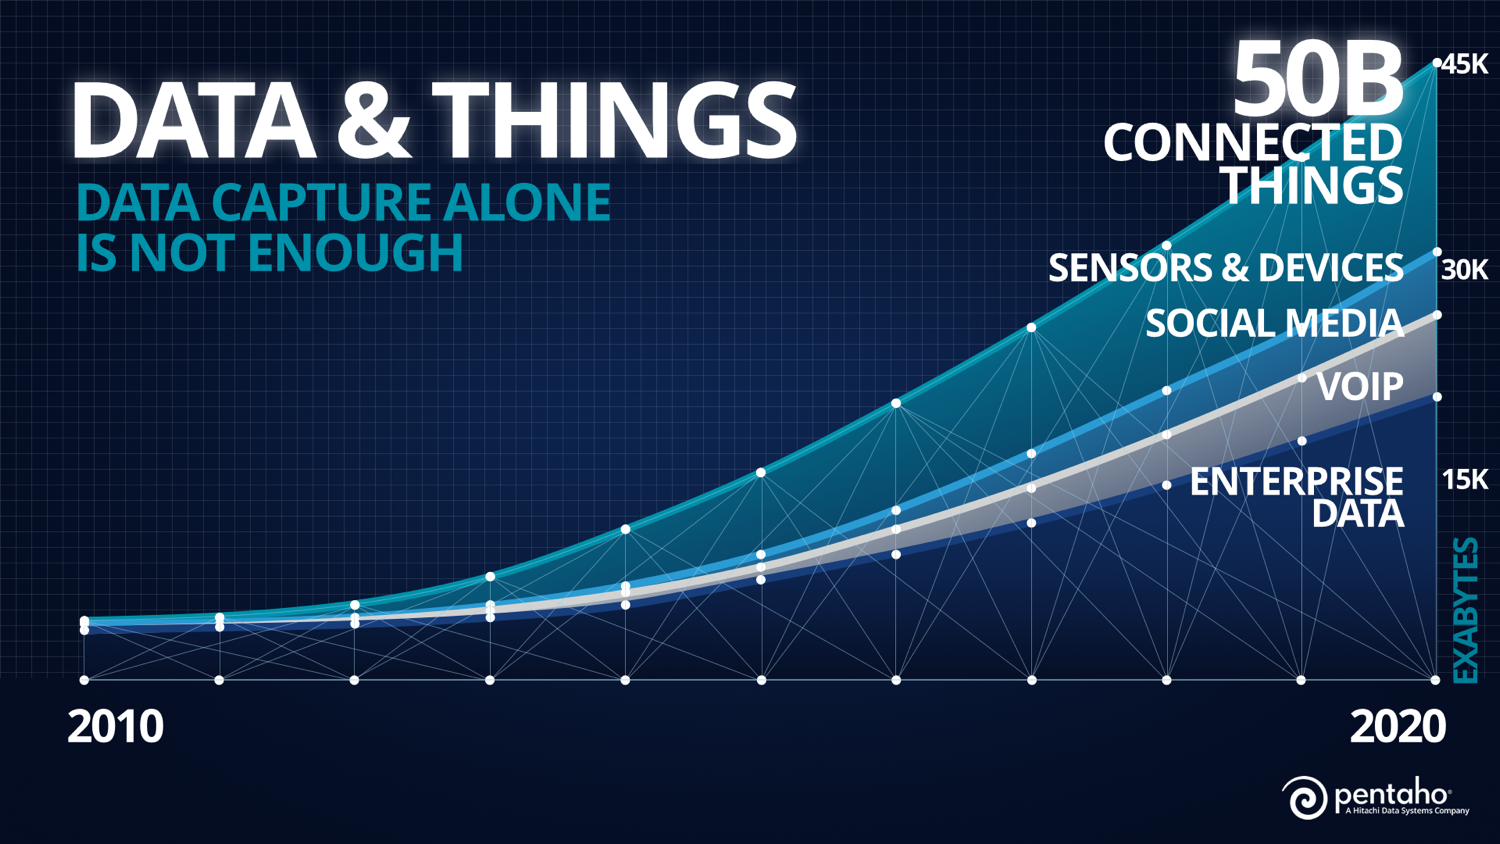 DATA & THINGS
DATA CAPTURE ALONE
IS NOT ENOUGH
50B
CONNECTED
THINGS
SENSORS & DEVICES
SOCIAL MEDIA
VOIP
ENTERPRISE
DATA
45K
30K
15K
EXABYTES
2010
2020
pentaho®
A Hitachi Data Systems Company